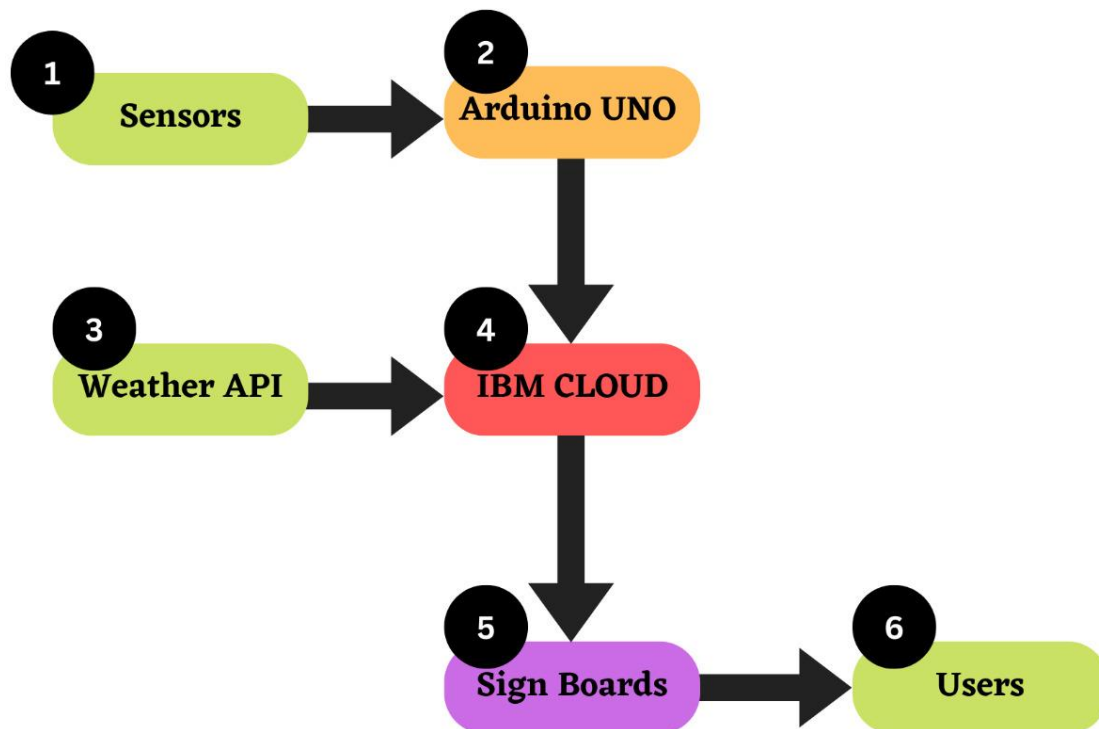 1
Sensors
2
Arduino UNO
3
Weather API
4
IBM CLOUD
5
Sign Boards
6
Users